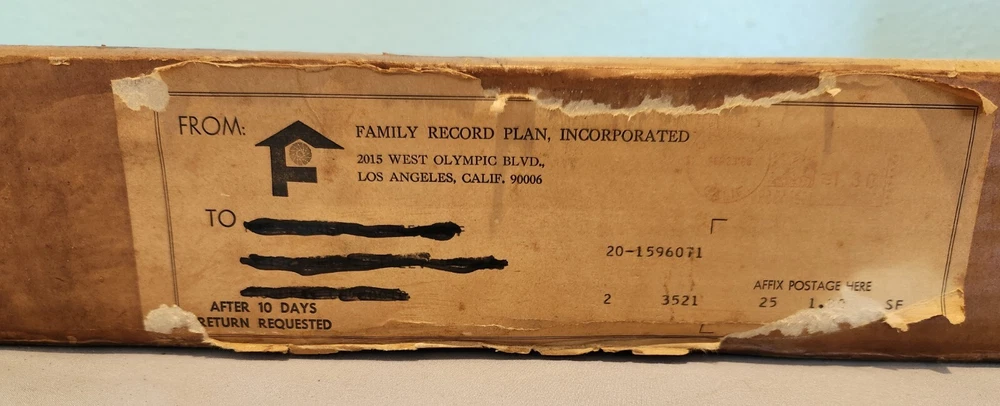 FROM:
FAMILY RECORD PLAN, INCORPORATED
2015 WEST OLYMPIC BLVD.,
LOS ANGELES, CALIF. 90006
TO
20-1596071
AFFIX POSTAGE HERE
2 3521 25 SF
AFTER 10 DAYS
RETURN REQUESTED